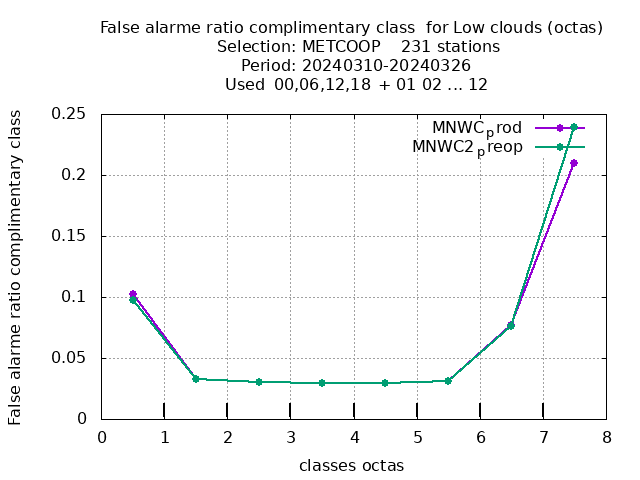 False alarme ratio complimentary class for Low clouds (octas)
Selection: METCOOP 231 stations
Period: 20240310-20240326
Used 00,06,12,18 + 01 02 ... 12
MNWCprod
MNWC2preop
False alarme ratio complimentary class
0.25
0.2
0.15
0.1
0.05
0
0 1 2 3 4 5 6 7 8
classes octas